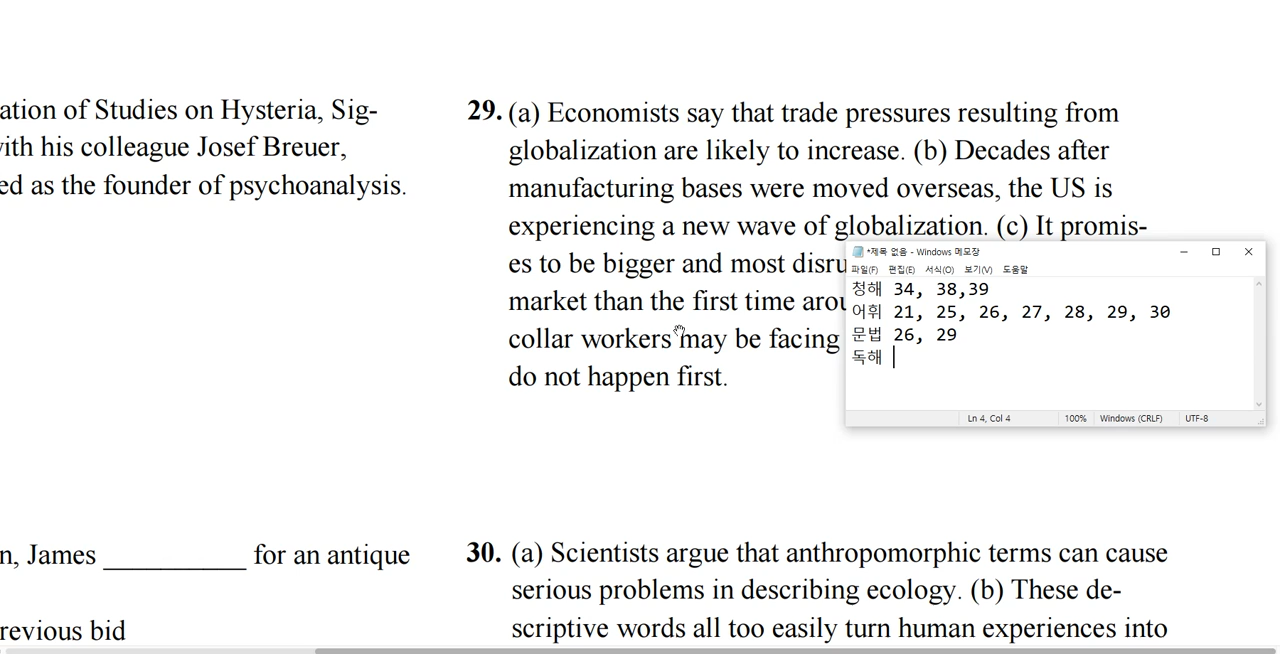 ation of Studies on Hysteria, Sig-
with his colleague Josef Breuer,
ed as the founder of psychoanalysis.
n, James __________ for an antique
revious bid
29. (a) Economists say that trade pressures resulting from
globalization are likely to increase. (b) Decades after
manufacturing bases were moved overseas, the US is
experiencing a new wave of globalization. (c) It promis-
es to be bigger and most disru
market than the first time arou
collar workers may be facing
do not happen first.
30. (a) Scientists argue that anthropomorphic terms can cause
serious problems in describing ecology. (b) These de-
scriptive words all too easily turn human experiences into
*제목 없음 - Windows 메모장
파일(F) 편집(E) 서식(O) 보기(V) 도움말
청해 34, 38,39
어휘 21, 25, 26, 27, 28, 29, 30
문법 26, 29
독해
Ln 4, Col 4 100% Windows (CRLF) UTF-8